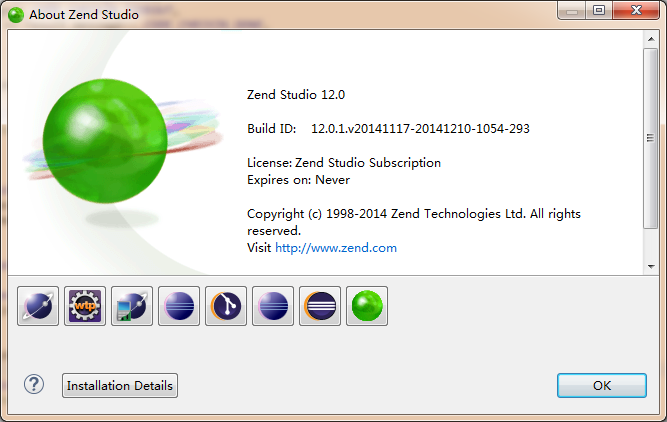 About Zend Studio
Zend Studio 12.0
Build ID: 12.0.1.v20141117-20141210-1054-293
License: Zend Studio Subscription
Expires on: Never
Copyright (c) 1998-2014 Zend Technologies Ltd. All rights
reserved.
Visit http://www.zend.com
wtp
Installation Details
OK